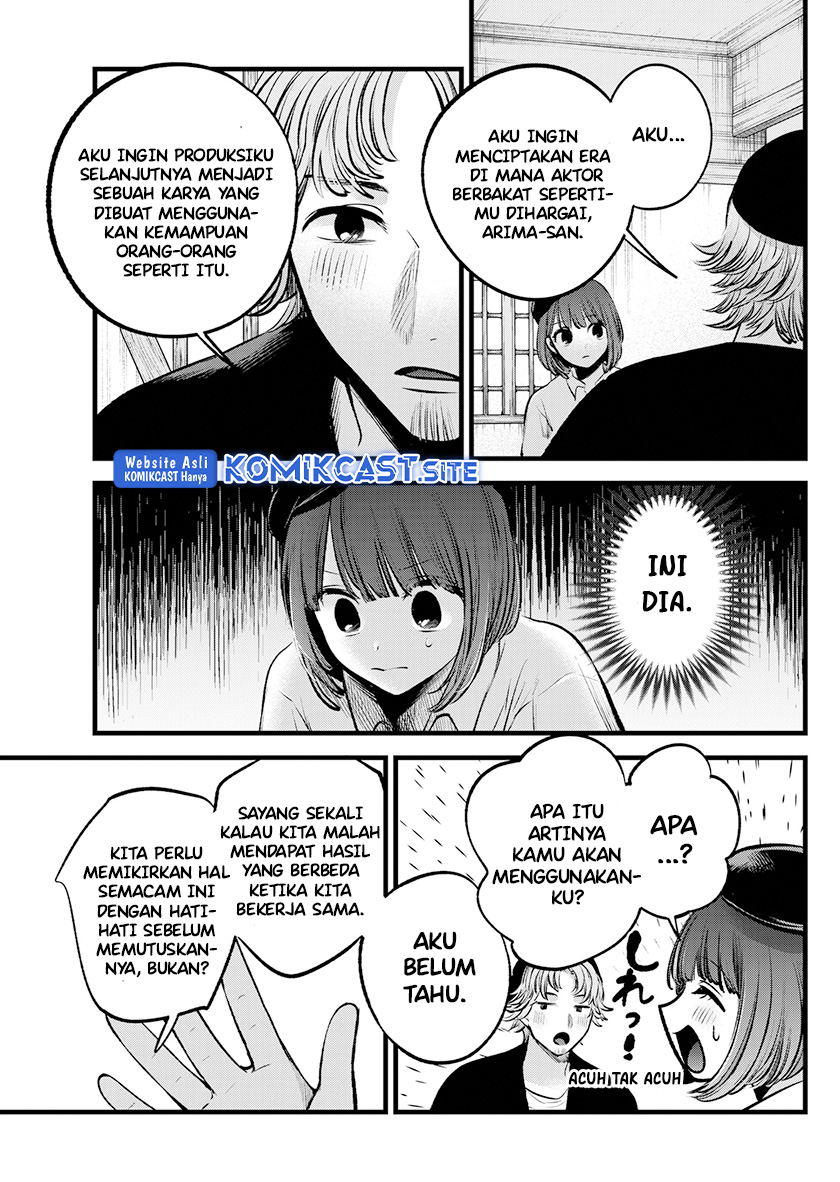 AKU...
AKU INGIN
MENCIPTAKAN ERA
DI MANA AKTOR
BERBAKAT SEPERTI-
MU DIHARGAI,
ARIMA-SAN.
AKU INGIN PRODUKSIKU
SELANJUTNYA MENJADI
SEBUAH KARYA YANG
DIBUAT MENGGUNA-
KAN KEMAMPUAN
ORANG-ORANG
SEPERTI ITU.
Website Asli
KOMIKCAST Hanya
KOMIKCAST.SITE
INI
DIA.
APA
...?
APA ITU
ARTINYA
KAMU AKAN
MENGGUNAKAN-
KU?
しれっ!
ACUH TAK ACUH
AKU
BELUM
TAHU.
SAYANG SEKALI
KALAU KITA MALAH
MENDAPAT HASIL
YANG BERBEDA
KETIKA KITA
BEKERJA SAMA.
KITA PERLU
MEMIKIRKAN HAL
SEMACAM INI
DENGAN HATI-
HATI SEBELUM
MEMUTUSKAN-
NYA, BUKAN?